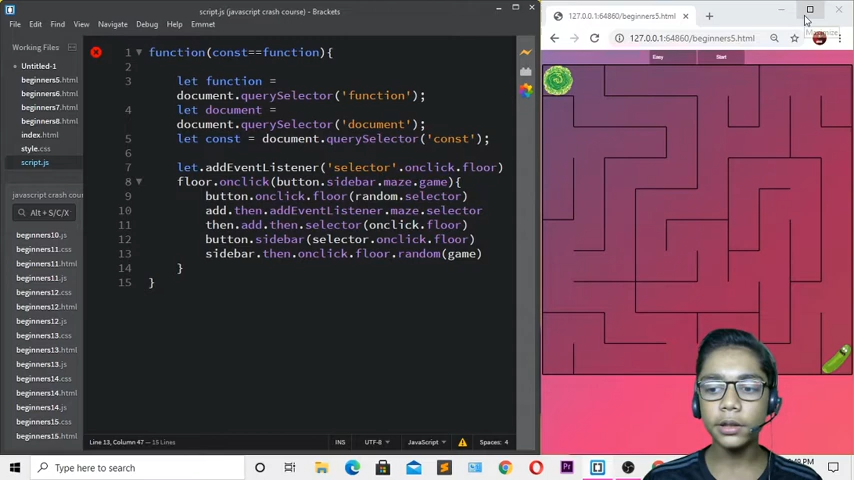 script.js (javascript crash course) - Brackets
File Edit Find View Navigate Debug Help Emmet
Working Files
Untitled-1
beginners5.html
beginners6.html
beginners7.html
beginners8.html
index.html
style.css
script.js
javascript crash cou
Alt + S/C/X
beginners10.js
beginners11.css
beginners11.html
beginners11.js
beginners12.css
beginners12.html
beginners12.js
beginners13.css
beginners13.html
beginners13.js
beginners14.css
beginners14.html
beginners14.js
beginners15.css
beginners15.html
1 function(const==function){
2
3 let function =
document.querySelector('function');
4 let document =
document.querySelector('document');
5 let const = document.querySelector('const');
6
7 let.addEventListener('selector'.onclick.floor)
8 floor.onclick(button.sidebar.maze.game){
9 button.onclick.floor(random.selector)
10 add.then.addEventListener.maze.selector
11 then.add.then.selector(onclick.floor)
12 button.sidebar(selector.onclick.floor)
13 sidebar.then.onclick.floor.random(game)
14 }
15 }
Line 13, Column 47 — 15 Lines
INS UTF-8 JavaScript Spaces: 4
127.0.0.1:64860/beginners5.html
127.0.0.1:64860/beginners5.html
Maximize
Easy Start
Type here to search